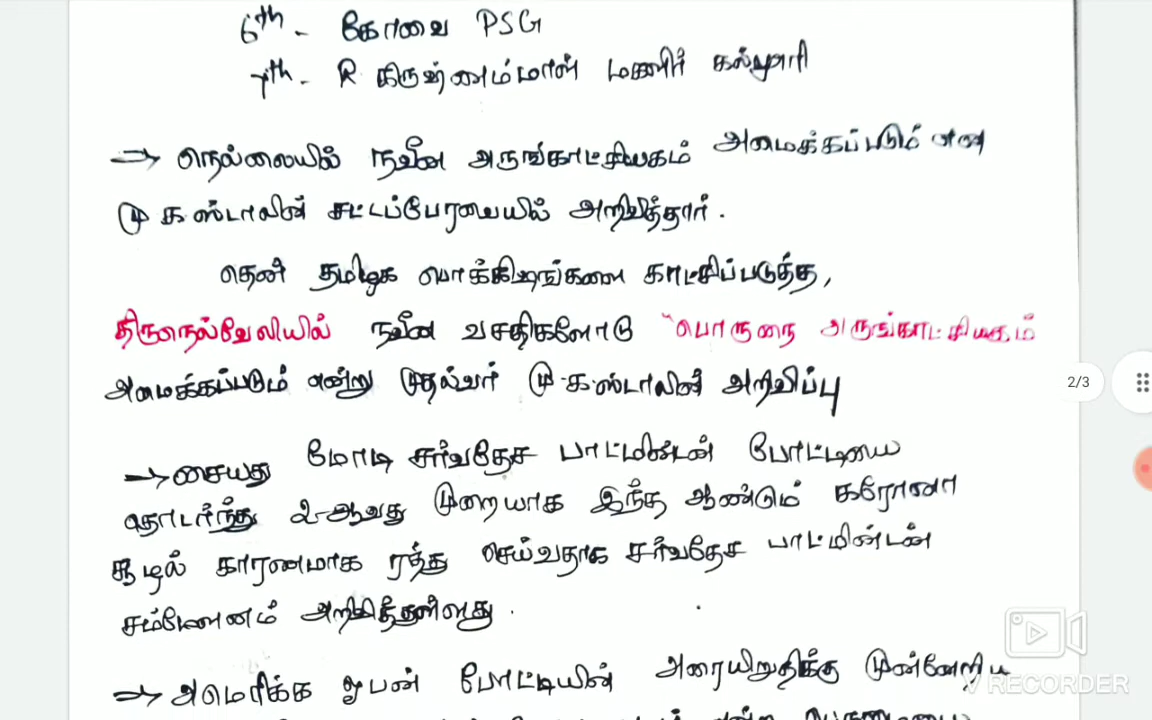 6th - கோவை PSG
7th - R கிருஷ்ணம்மாள் மகளிர் கல்லூரி
→ நெல்லையில் நவீன அருங்காட்சியகம் அமைக்கப்படும் என
மு க.ஸ்டாலின் சட்டப்பேரவையில் அறிவித்தார்.
தென் தமிழக பொக்கிஷங்களை காட்சிப்படுத்த,
திருநெல்வேலியில் நவீன வசதிகளோடு "பொருநை அருங்காட்சியகம்
அமைக்கப்படும் என்று முதல்வர் மு.க.ஸ்டாலின் அறிவிப்பு
2/3
→ சையது மோடி சர்வதேச பாட்மிண்டன் போட்டியை
தொடர்ந்து 2-ஆவது முறையாக இந்த ஆண்டும் கரோனா
சூழல் காரணமாக ரத்து செய்வதாக சர்வதேச பாட்மின்டன்
சம்மேளனம் அறிவித்துள்ளது.
→ அமெரிக்க ஓபன் போட்டியின் அரையிறுதிக்கு முன்னேறிய
V RECORDER